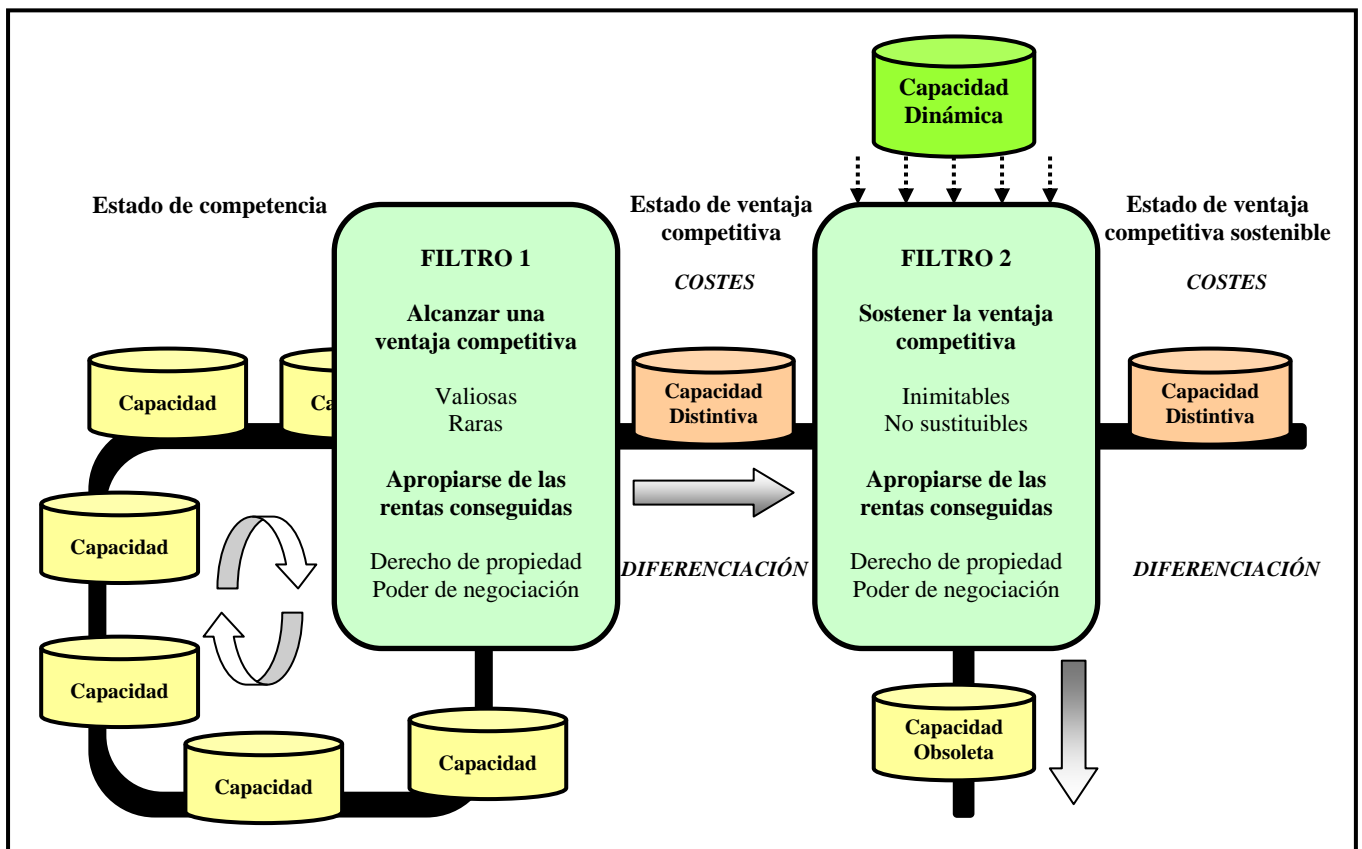 Capacidad
Dinámica
Estado de competencia
Estado de ventaja
competitiva
Estado de ventaja
competitiva sostenible
COSTES
COSTES
FILTRO 1
Alcanzar una
ventaja competitiva
Valiosas
Raras
Apropiarse de las
rentas conseguidas
Derecho de propiedad
Poder de negociación
FILTRO 2
Sostener la ventaja
competitiva
Inimitables
No sustituibles
Apropiarse de las
rentas conseguidas
Derecho de propiedad
Poder de negociación
Capacidad
Ca
Capacidad
Distintiva
Capacidad
Distintiva
Capacidad
Capacidad
Capacidad
Capacidad
DIFERENCIACIÓN
DIFERENCIACIÓN
Capacidad
Obsoleta